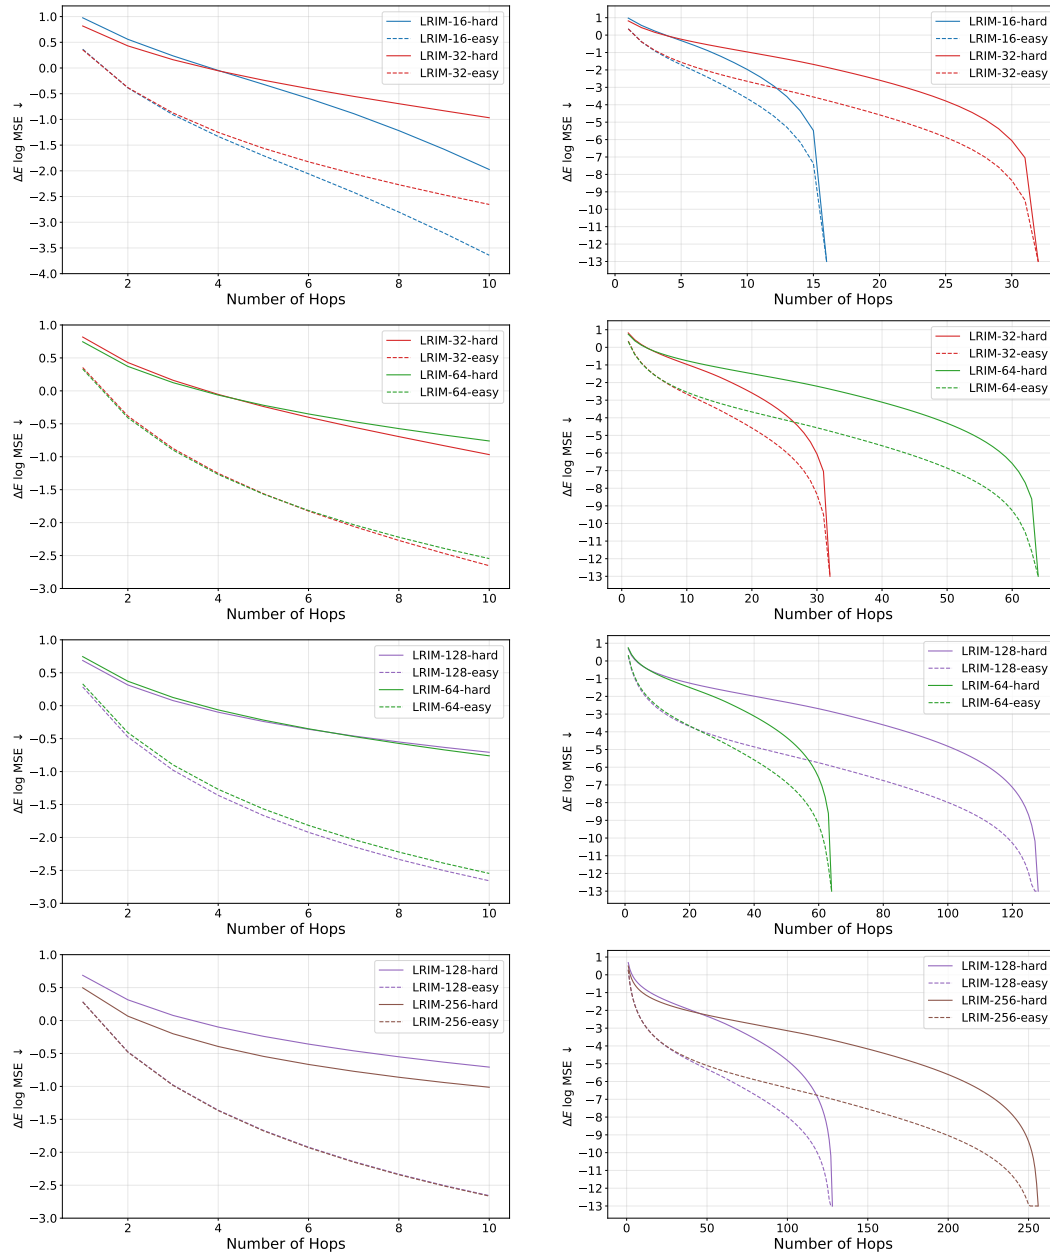 1.0
0.5
0.0
−0.5
−1.0
−1.5
−2.0
−2.5
−3.0
−3.5
−4.0
ΔE log MSE ↓
LRIM-16-hard
LRIM-16-easy
LRIM-32-hard
LRIM-32-easy
2 4 6 8 10
Number of Hops
1
0
−1
−2
−3
−4
−5
−6
−7
−8
−9
−10
−11
−12
−13
ΔE log MSE ↓
LRIM-16-hard
LRIM-16-easy
LRIM-32-hard
LRIM-32-easy
0 5 10 15 20 25 30
Number of Hops
1.0
0.5
0.0
−0.5
−1.0
−1.5
−2.0
−2.5
−3.0
ΔE log MSE ↓
LRIM-32-hard
LRIM-32-easy
LRIM-64-hard
LRIM-64-easy
2 4 6 8 10
Number of Hops
1
0
−1
−2
−3
−4
−5
−6
−7
−8
−9
−10
−11
−12
−13
ΔE log MSE ↓
LRIM-32-hard
LRIM-32-easy
LRIM-64-hard
LRIM-64-easy
0 10 20 30 40 50 60
Number of Hops
1.0
0.5
0.0
−0.5
−1.0
−1.5
−2.0
−2.5
−3.0
ΔE log MSE ↓
LRIM-128-hard
LRIM-128-easy
LRIM-64-hard
LRIM-64-easy
2 4 6 8 10
Number of Hops
1
0
−1
−2
−3
−4
−5
−6
−7
−8
−9
−10
−11
−12
−13
ΔE log MSE ↓
LRIM-128-hard
LRIM-128-easy
LRIM-64-hard
LRIM-64-easy
0 20 40 60 80 100 120
Number of Hops
1.0
0.5
0.0
−0.5
−1.0
−1.5
−2.0
−2.5
−3.0
ΔE log MSE ↓
LRIM-128-hard
LRIM-128-easy
LRIM-256-hard
LRIM-256-easy
2 4 6 8 10
Number of Hops
1
0
−1
−2
−3
−4
−5
−6
−7
−8
−9
−10
−11
−12
−13
ΔE log MSE ↓
LRIM-128-hard
LRIM-128-easy
LRIM-256-hard
LRIM-256-easy
0 50 100 150 200 250
Number of Hops